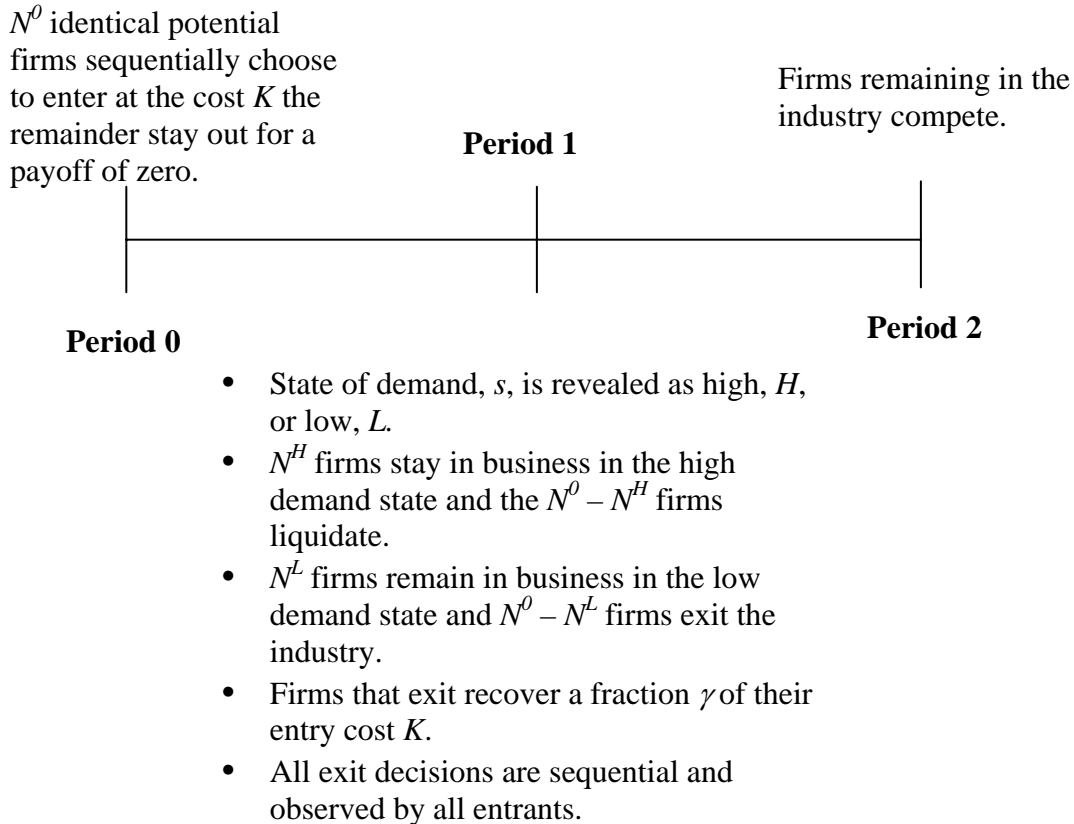 N⁰ identical potential
firms sequentially choose
to enter at the cost K the
remainder stay out for a
payoff of zero.
Period 1
Firms remaining in the
industry compete.
Period 0
Period 2
• State of demand, s, is revealed as high, H,
or low, L.
• Nᴴ firms stay in business in the high
demand state and the N⁰ – Nᴴ firms
liquidate.
• Nᴸ firms remain in business in the low
demand state and N⁰ – Nᴸ firms exit the
industry.
• Firms that exit recover a fraction γ of their
entry cost K.
• All exit decisions are sequential and
observed by all entrants.